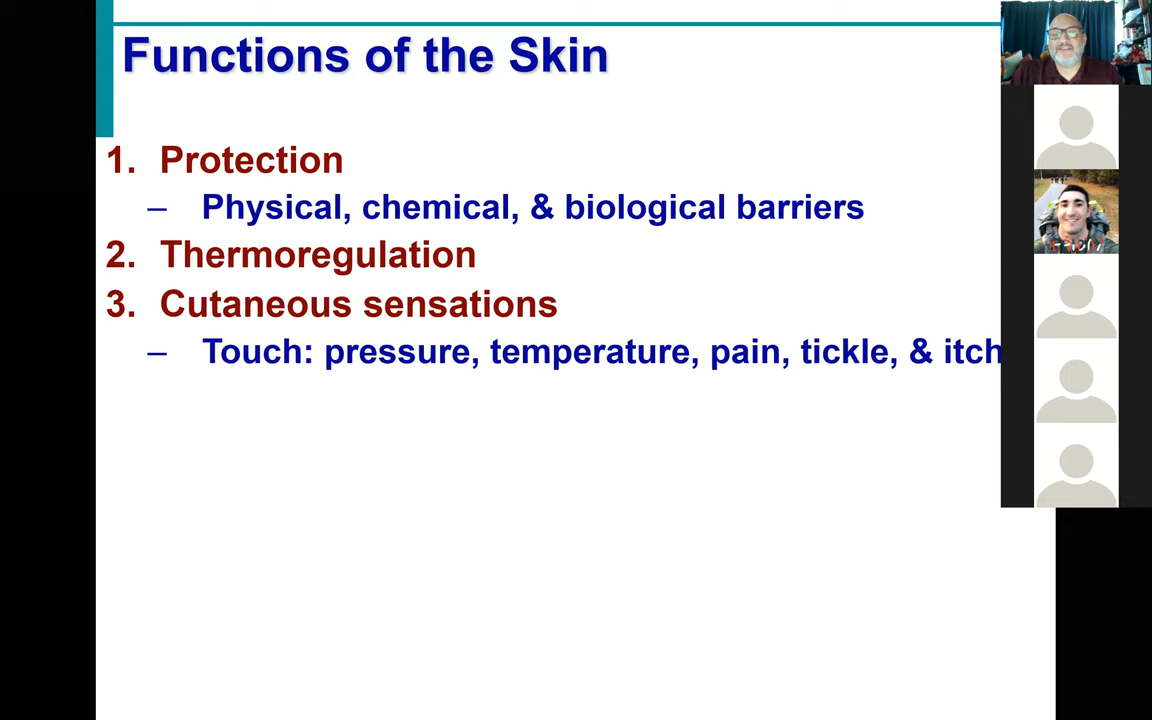 Functions of the Skin
1. Protection
– Physical, chemical, & biological barriers
2. Thermoregulation
3. Cutaneous sensations
– Touch: pressure, temperature, pain, tickle, & itch